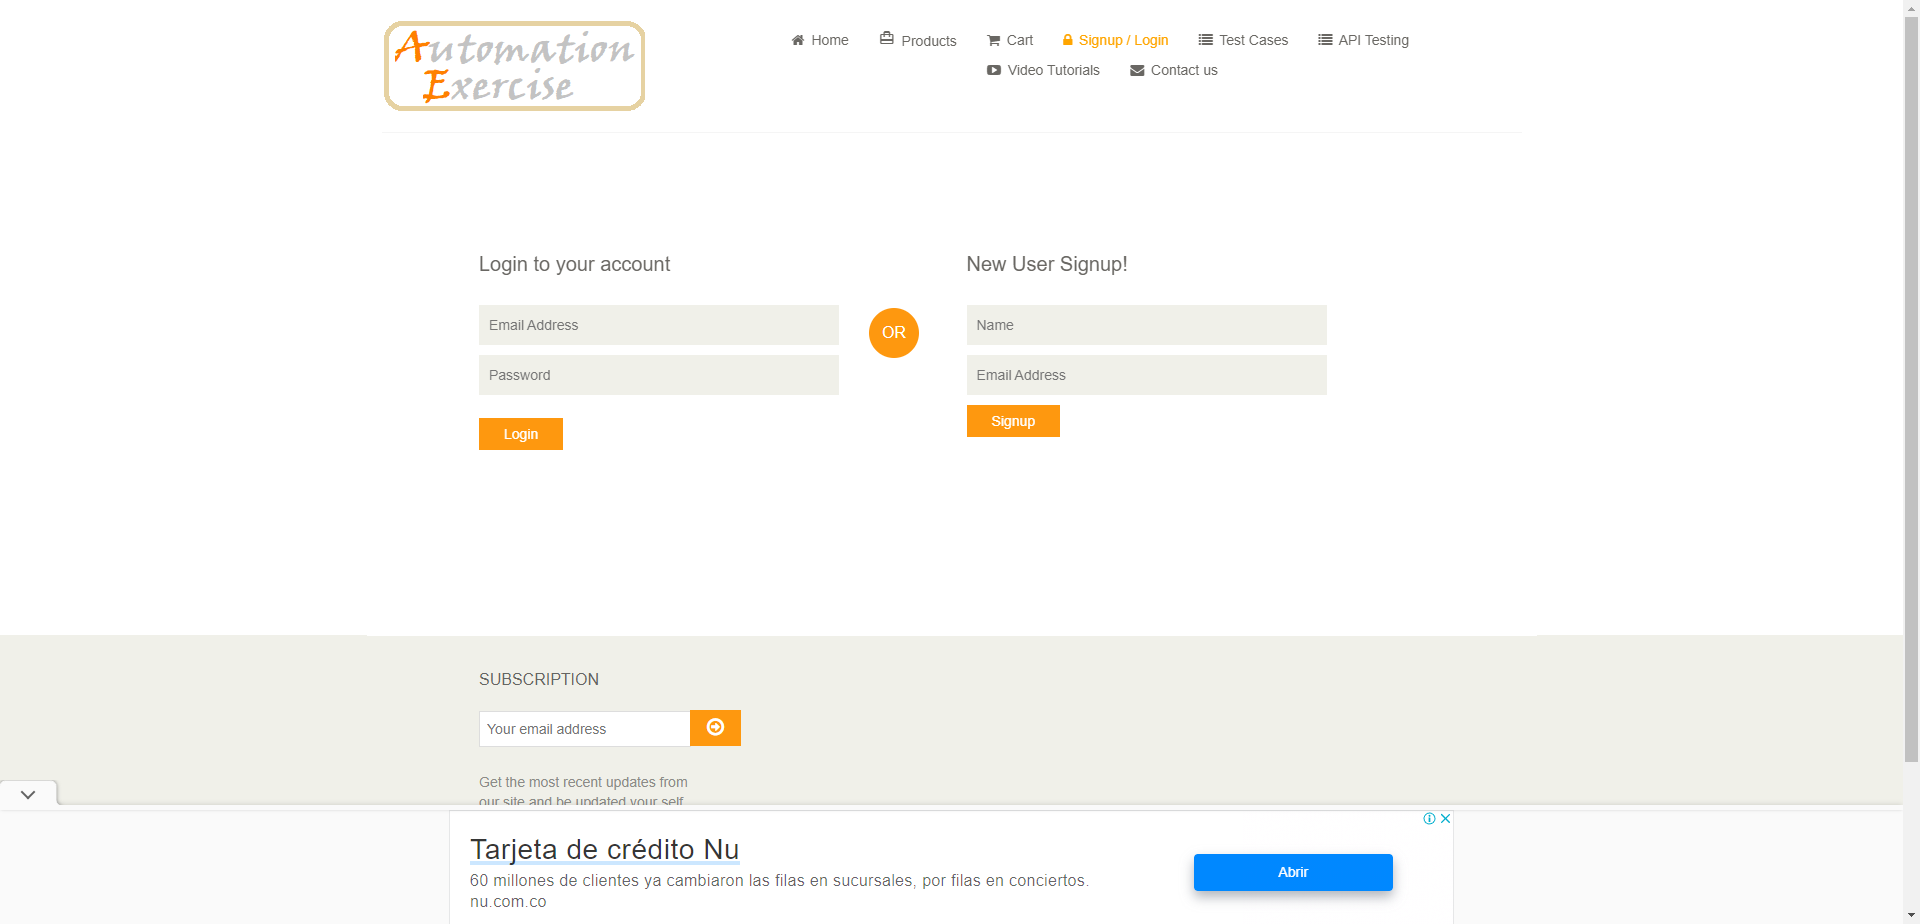 Automation
Exercise
Home
Products
Cart
Signup / Login
Test Cases
API Testing
Video Tutorials
Contact us
Login to your account
Email Address
Password
Login
OR
New User Signup!
Name
Email Address
Signup
SUBSCRIPTION
Your email address
Get the most recent updates from
our site and be updated your self
Tarjeta de crédito Nu
60 millones de clientes ya cambiaron las filas en sucursales, por filas en conciertos.
nu.com.co
Abrir